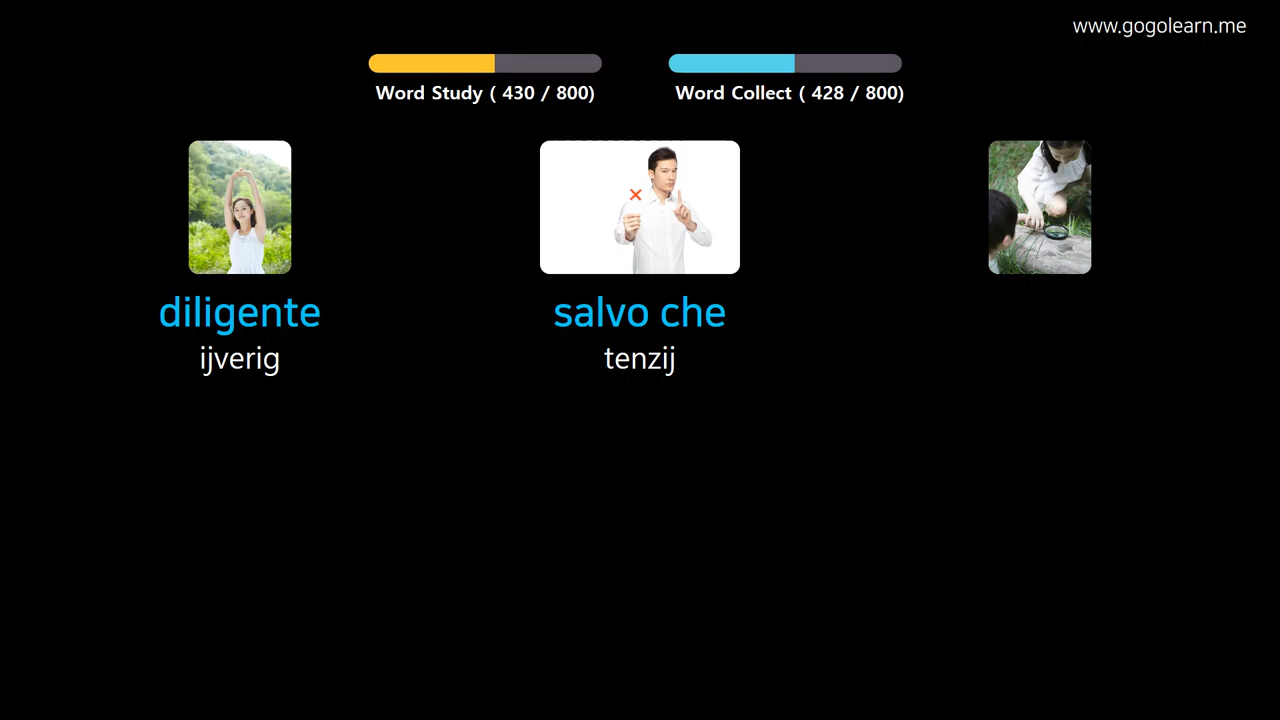 www.gogolearn.me
Word Study ( 430 / 800)
Word Collect ( 428 / 800)
diligente
ijverig
salvo che
tenzij